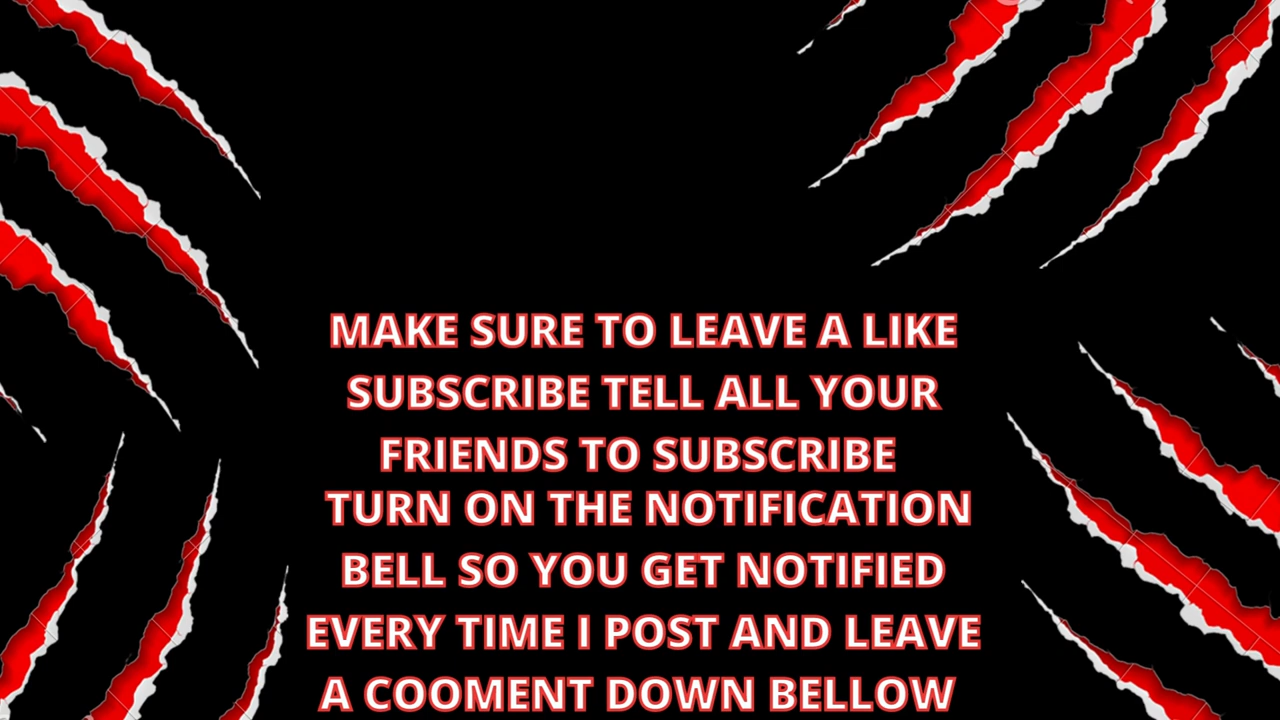 MAKE SURE TO LEAVE A LIKE
SUBSCRIBE TELL ALL YOUR
FRIENDS TO SUBSCRIBE
TURN ON THE NOTIFICATION
BELL SO YOU GET NOTIFIED
EVERY TIME I POST AND LEAVE
A COOMENT DOWN BELLOW